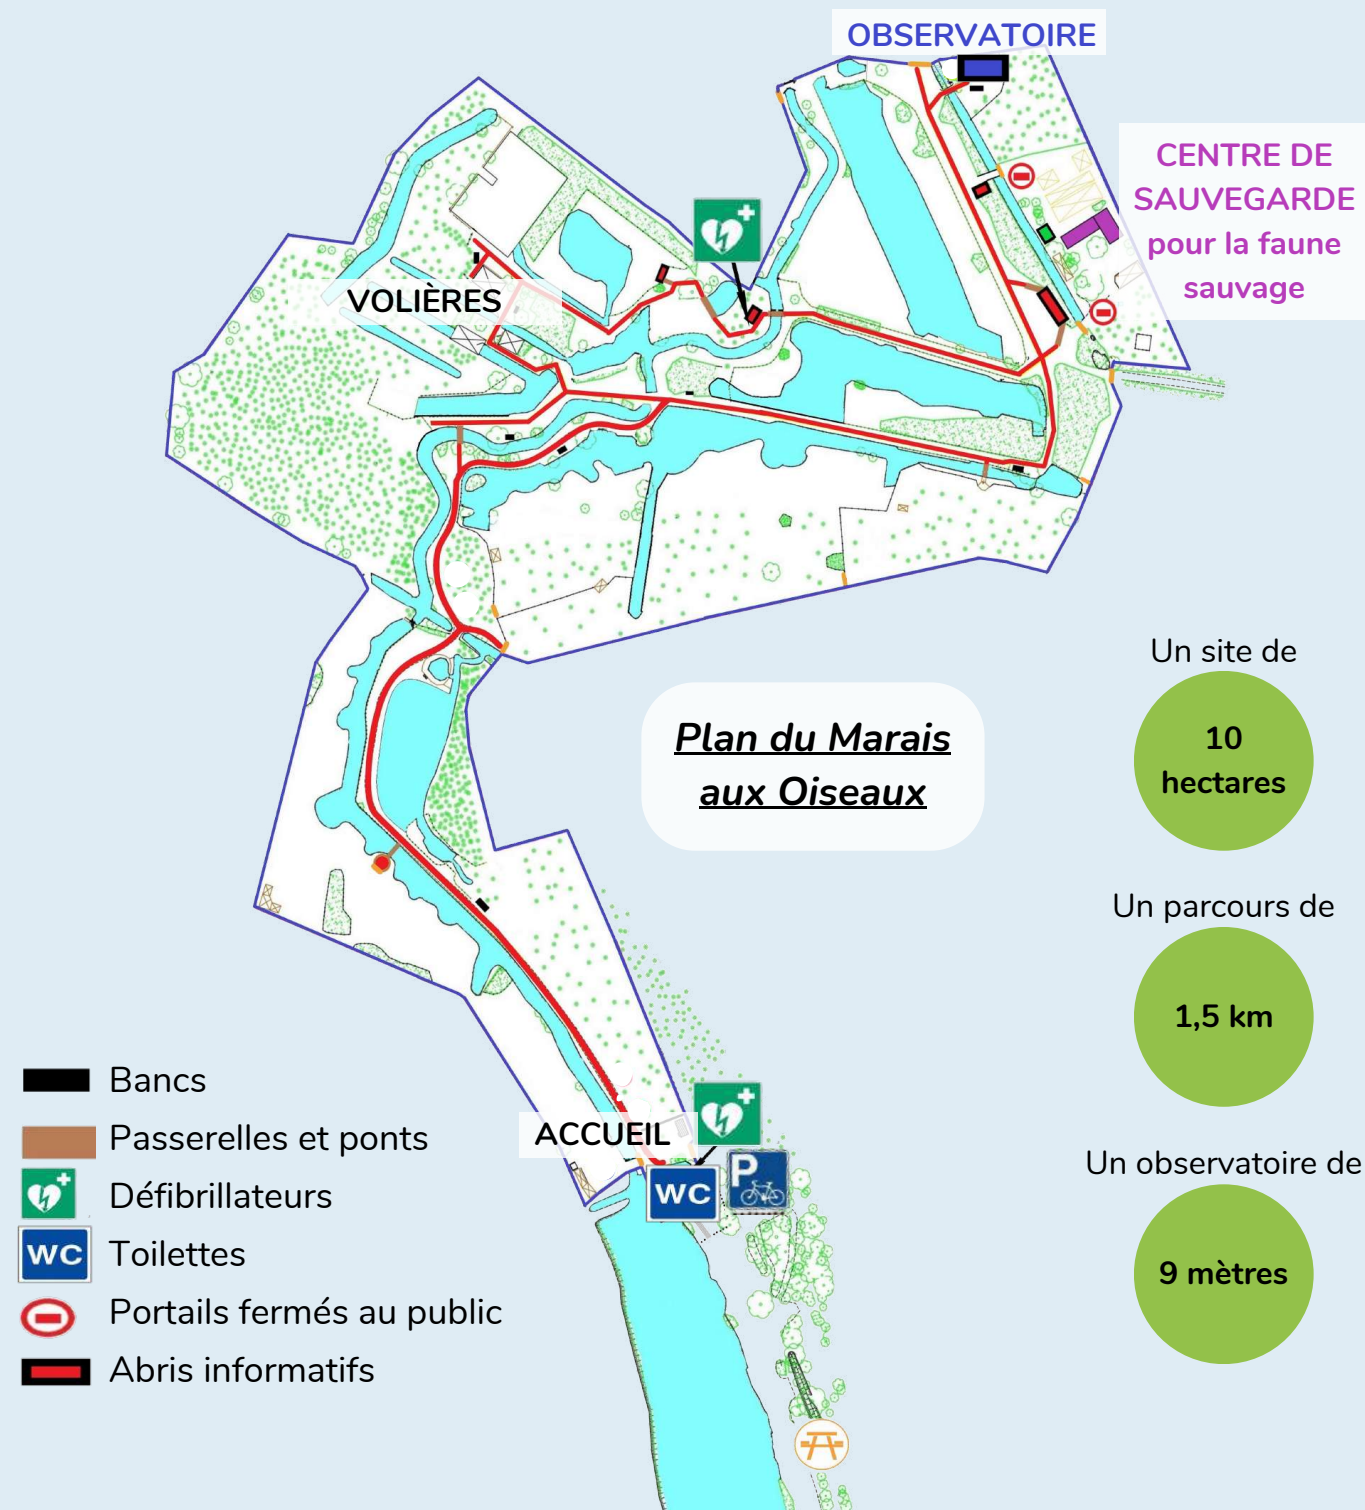 OBSERVATOIRE
CENTRE DE
SAUVEGARDE
pour la faune
sauvage
VOLIÈRES
Plan du Marais
aux Oiseaux
Un site de
10
hectares
Un parcours de
1,5 km
Un observatoire de
9 mètres
ACCUEIL
WC
P
Bancs
Passerelles et ponts
Défibrillateurs
WC
Toilettes
Portails fermés au public
Abris informatifs